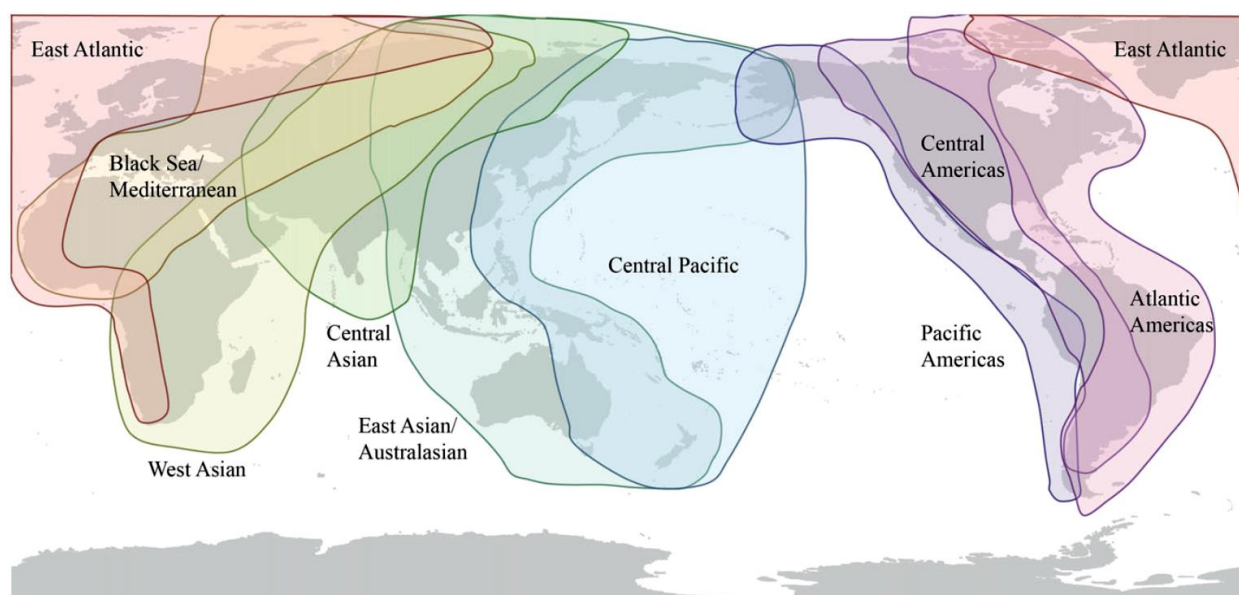 East Atlantic
East Atlantic
Black Sea/
Mediterranean
Central
Americas
Central Pacific
Atlantic
Americas
Central
Asian
Pacific
Americas
East Asian/
Australasian
West Asian